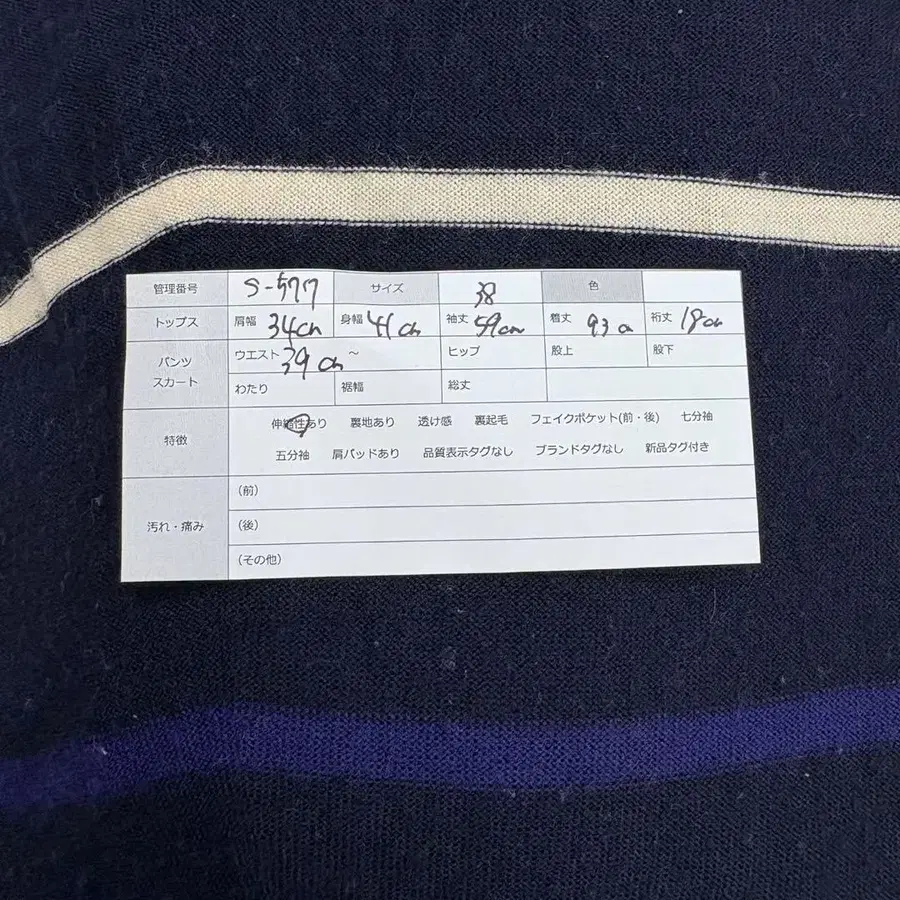 管理番号 S-577 サイズ 38 色
トップス 肩幅 34cm 身幅 41cm 袖丈 59cm 着丈 93cm 裄丈 18cm
パンツ スカート ウエスト 39cm ～ ヒップ 股上 股下
わたり 裾幅 総丈
特徴 伸縮性あり 裏地あり 透け感 裏起毛 フェイクポケット(前・後) 七分袖
五分袖 肩パッドあり 品質表示タグなし ブランドタグなし 新品タグ付き
汚れ・痛み (前)
(後)
(その他)